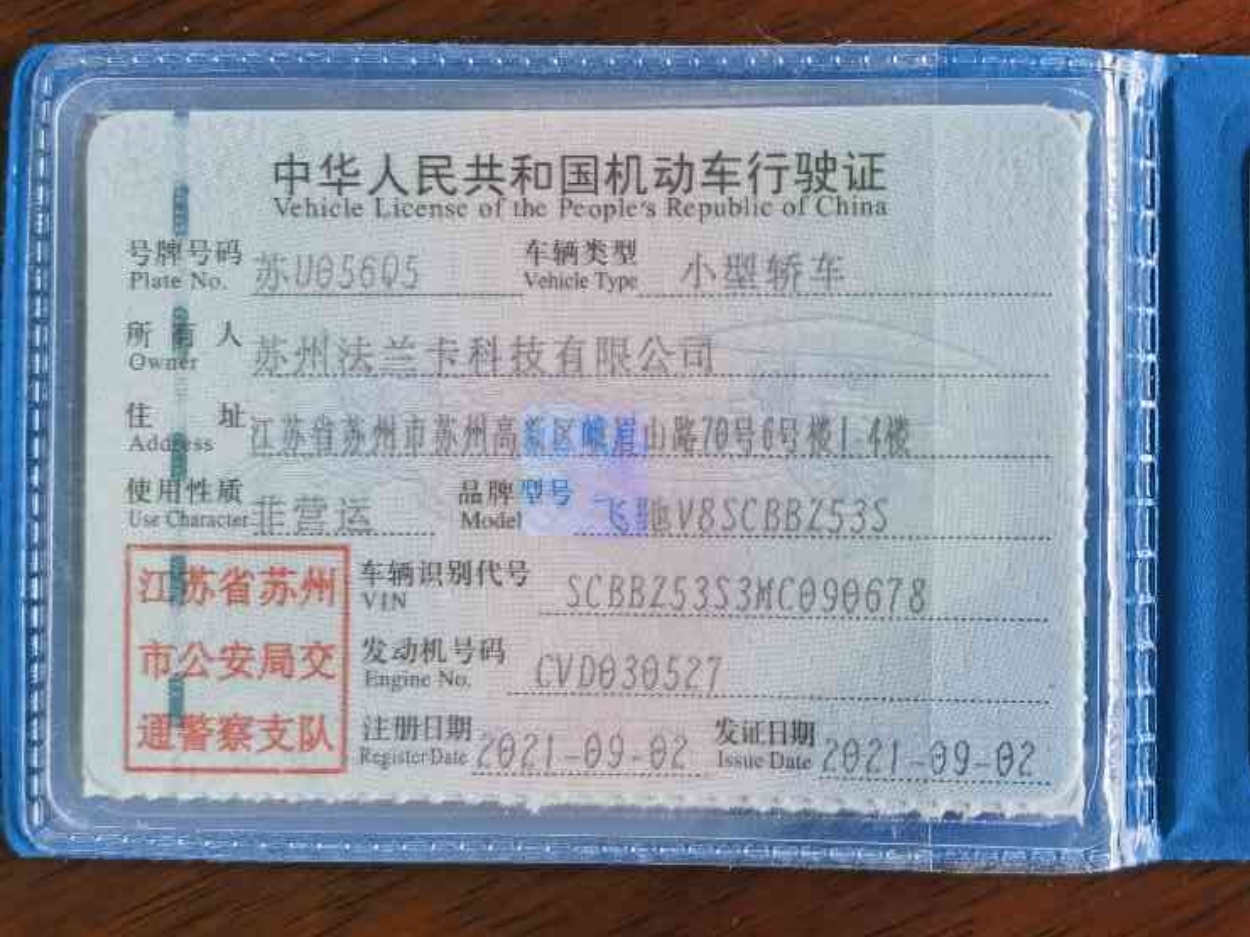 中华人民共和国机动车行驶证
Vehicle License of the People's Republic of China
号牌号码 苏U056Q5 车辆类型 小型轿车
Plate No. Vehicle Type
所有人 苏州法兰卡科技有限公司
Owner
住址 江苏省苏州市苏州高新区峨眉山路70号6号楼1-4楼
Address
使用性质 非营运 品牌型号 飞驰V8SCBBZ53S
Use Character Model
江苏省苏州
市公安局交
通警察支队
车辆识别代号 SCBBZ53S3MC090678
VIN
发动机号码 CVD030527
Engine No.
注册日期 2021-09-02 发证日期 2021-09-02
Register Date Issue Date